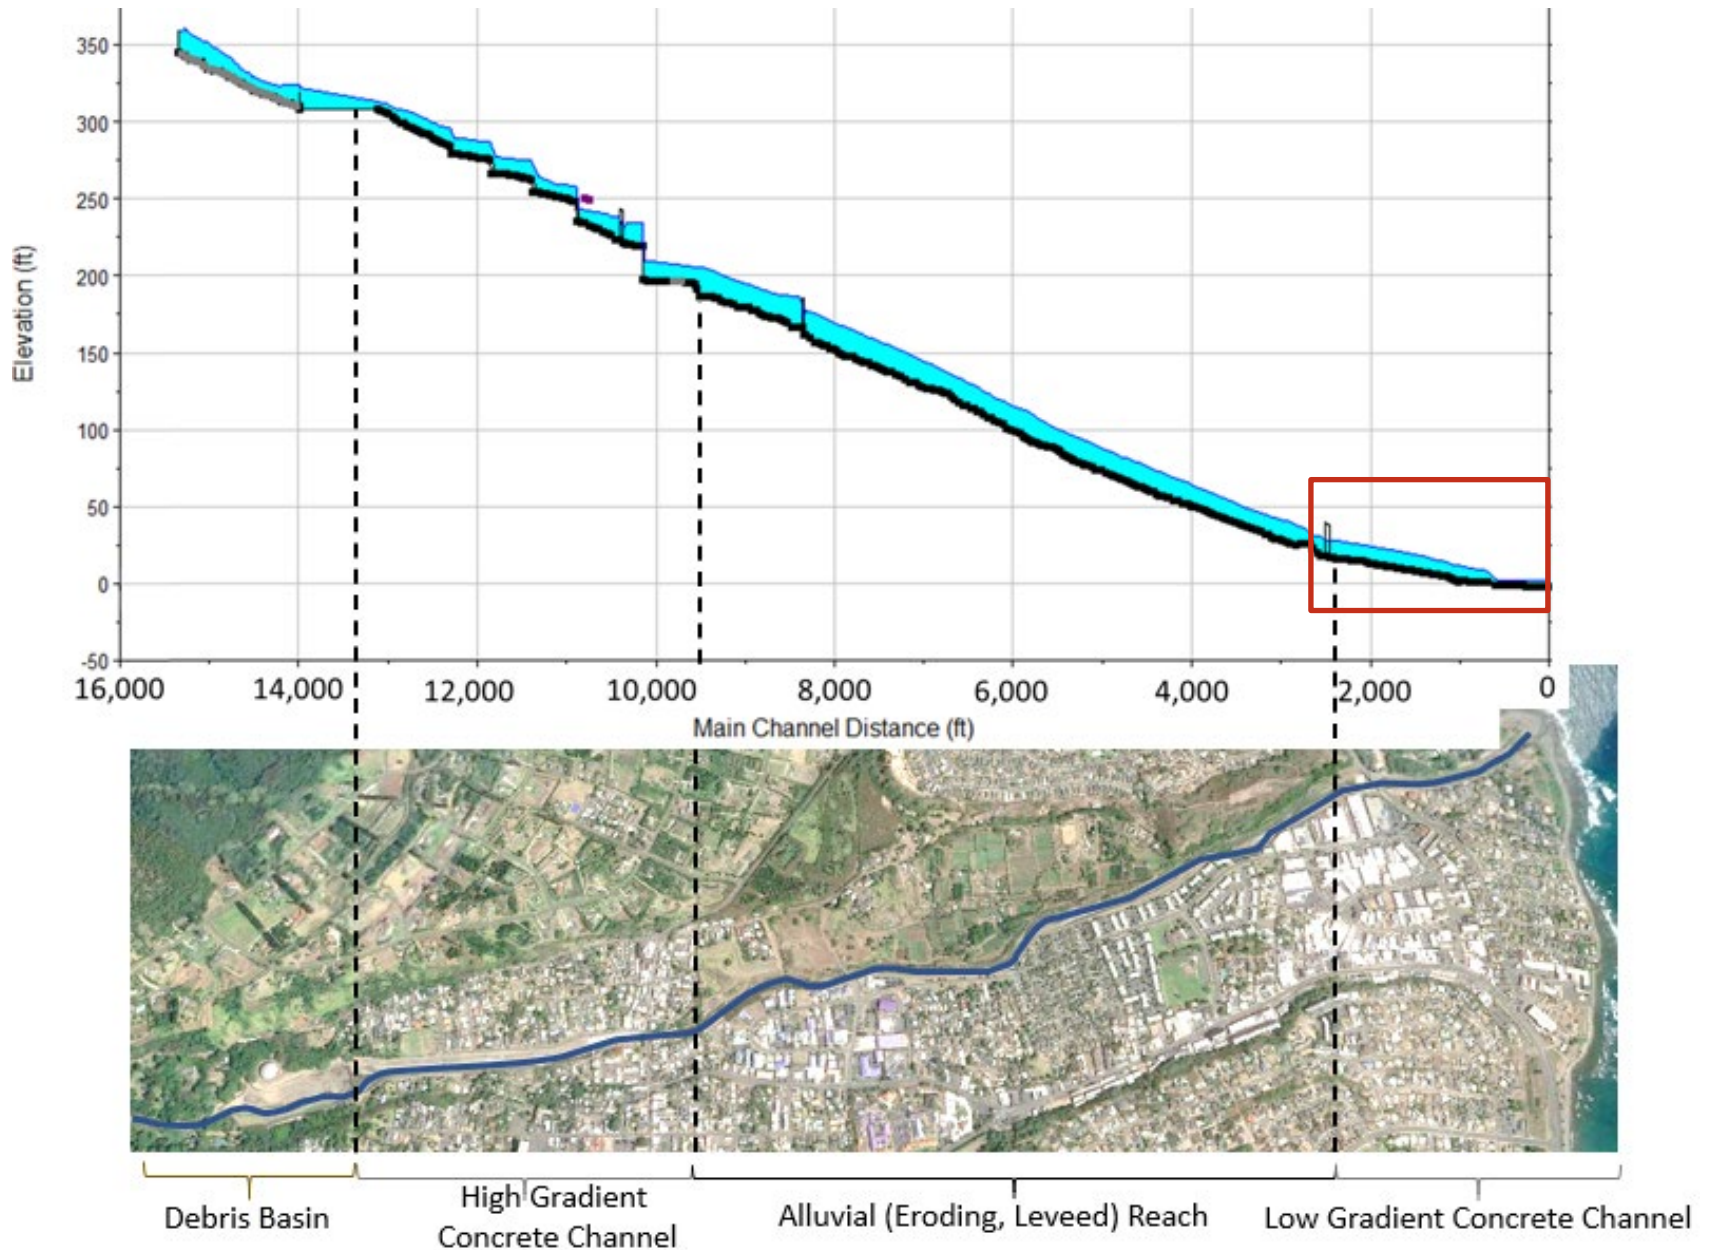 350
300
250
200
150
100
50
0
-50
Elevation (ft)
16,000 14,000 12,000 10,000 8,000 6,000 4,000 2,000 0
Main Channel Distance (ft)
Debris Basin
High Gradient
Concrete Channel
Alluvial (Eroding, Leveed) Reach
Low Gradient Concrete Channel